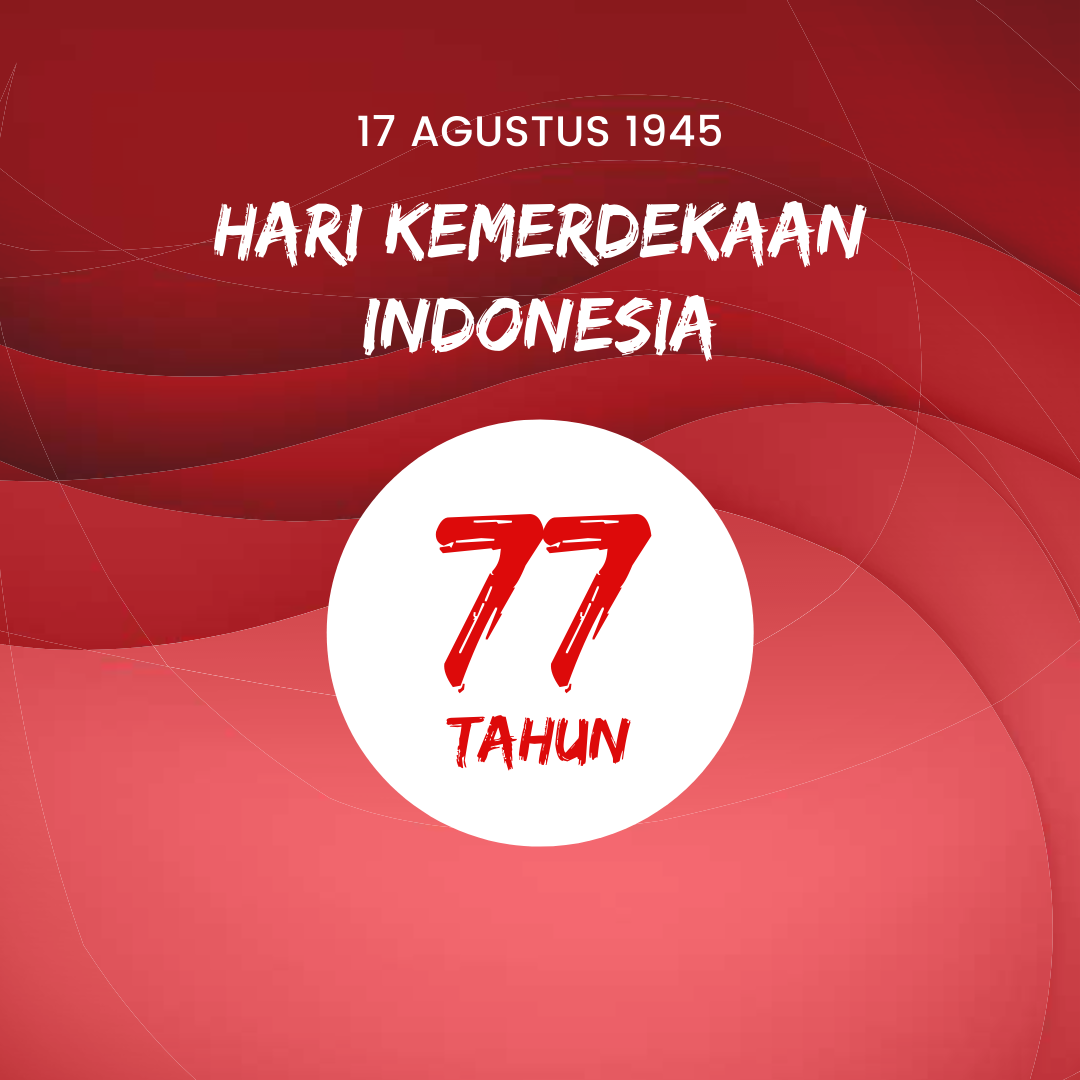 17 AGUSTUS 1945
HARI KEMERDEKAAN
INDONESIA
77
TAHUN